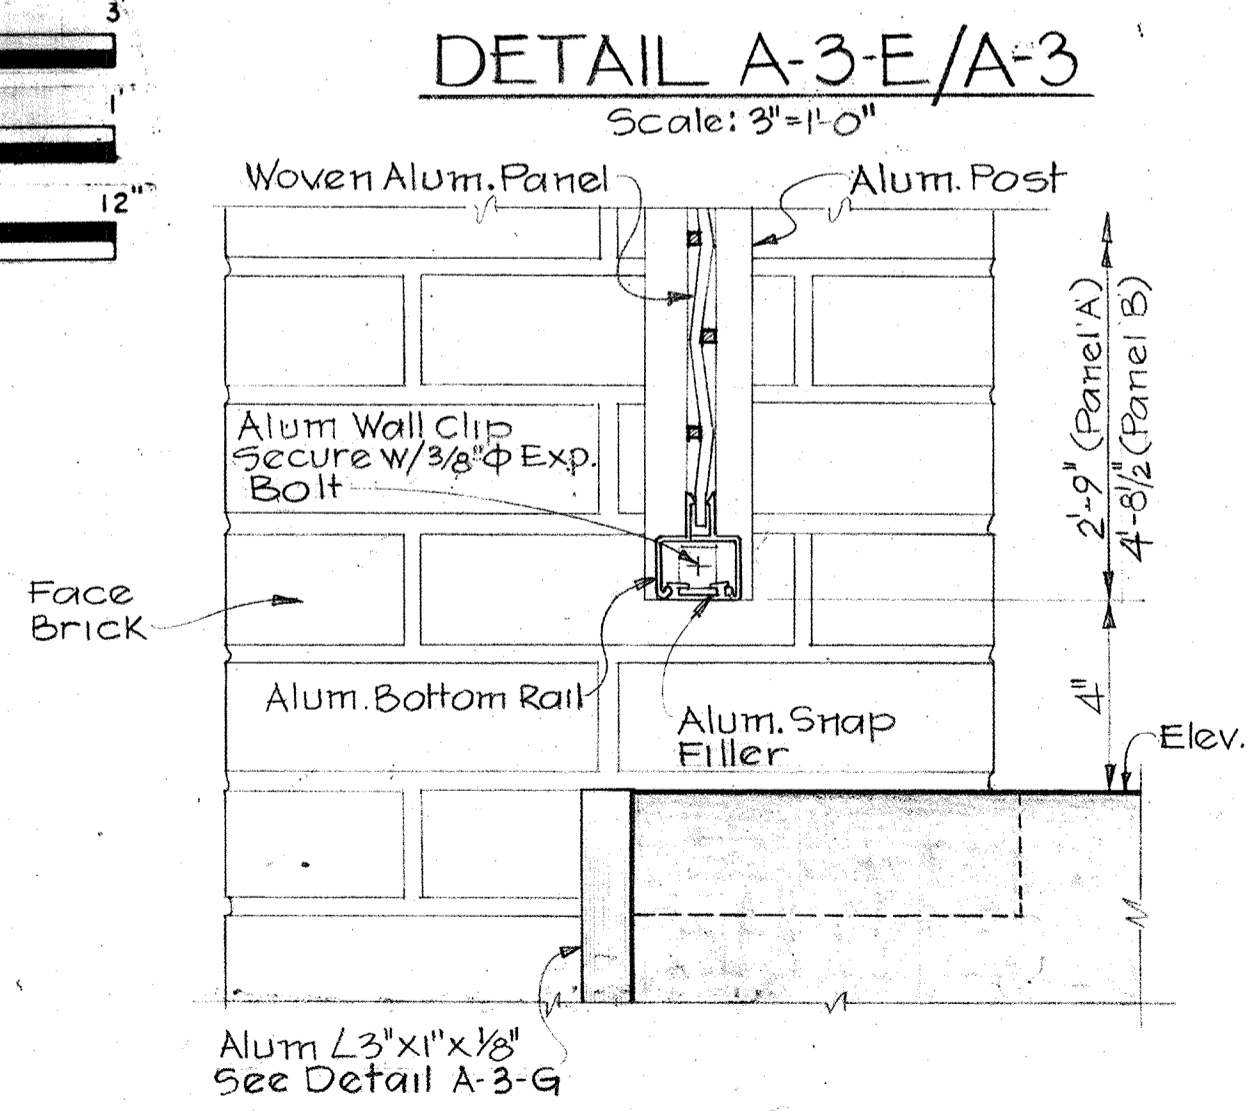 3"
1"
12"
DETAIL A-3-E/A-3
Scale: 3"=1'-0"
Woven Alum. Panel
Alum. Post
2'-9" (Panel 'A')
4'-8 1/2" (Panel 'B')
Alum Wall Clip
Secure W/ 3/8"Φ Exp.
Bolt
Face
Brick
Alum. Bottom Rail
Alum. Snap
Filler
4"
Elev.
Alum ∠3"x1"x1/8"
See Detail A-3-G